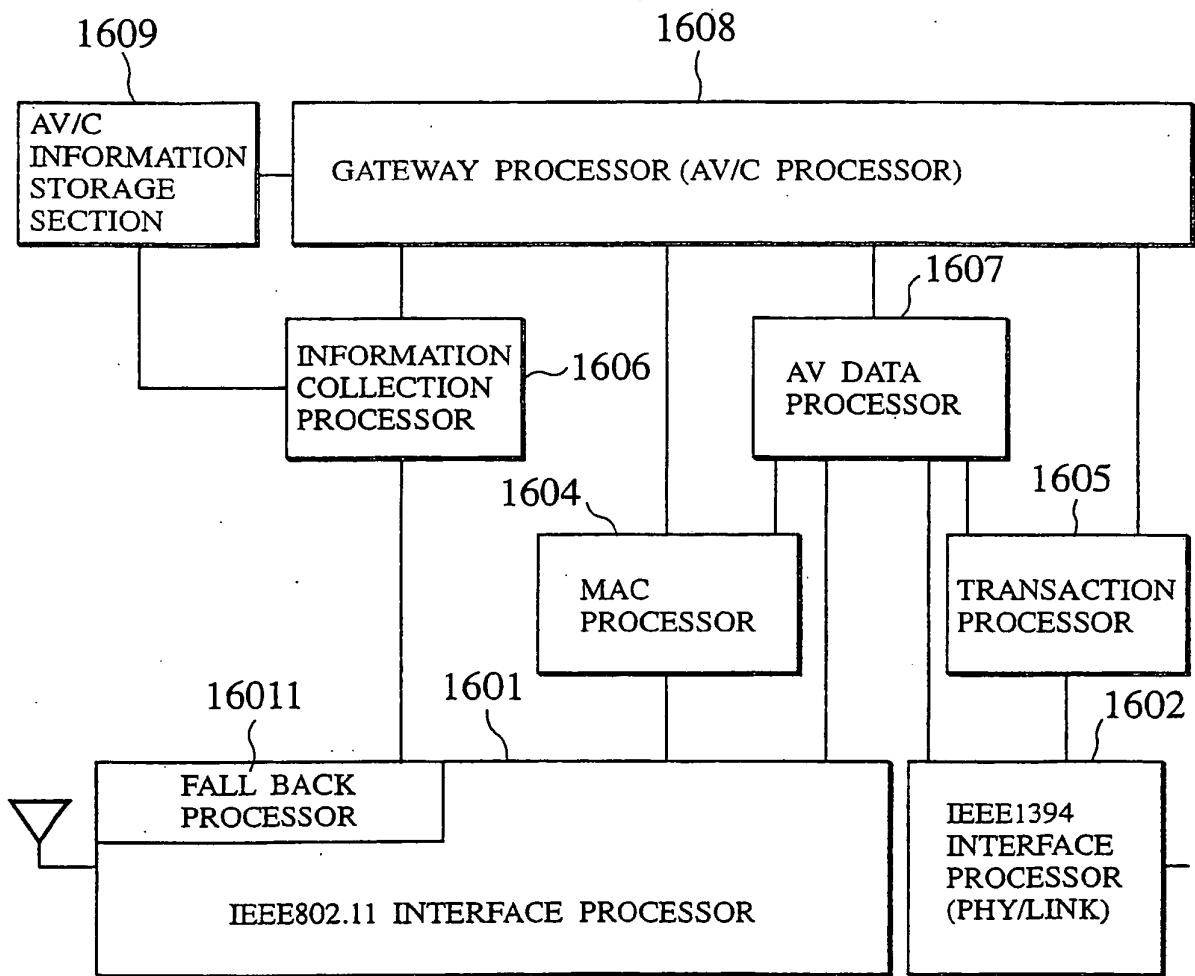 1609
1608
AV/C
INFORMATION
STORAGE
SECTION
GATEWAY PROCESSOR (AV/C PROCESSOR)
1607
INFORMATION
COLLECTION
PROCESSOR
1606
AV DATA
PROCESSOR
1604
1605
MAC
PROCESSOR
TRANSACTION
PROCESSOR
16011
1601
1602
FALL BACK
PROCESSOR
IEEE802.11 INTERFACE PROCESSOR
IEEE1394
INTERFACE
PROCESSOR
(PHY/LINK)